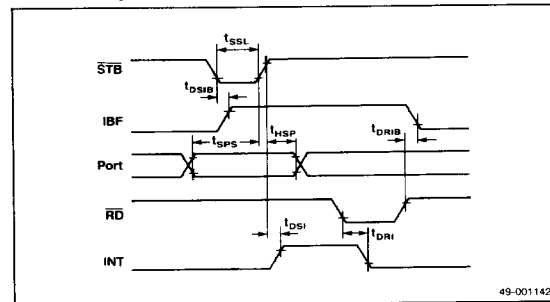 tSSL
STB
tDSIB
IBF
tSPS
tHSP
tDRIB
Port
RD
tDSI
tDRI
INT
49-001142